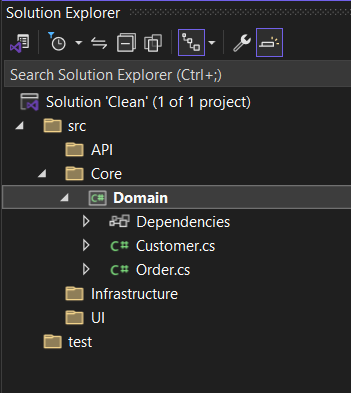 Solution Explorer
Search Solution Explorer (Ctrl+;)
Solution 'Clean' (1 of 1 project)
src
API
Core
C# Domain
Dependencies
C# Customer.cs
C# Order.cs
Infrastructure
UI
test